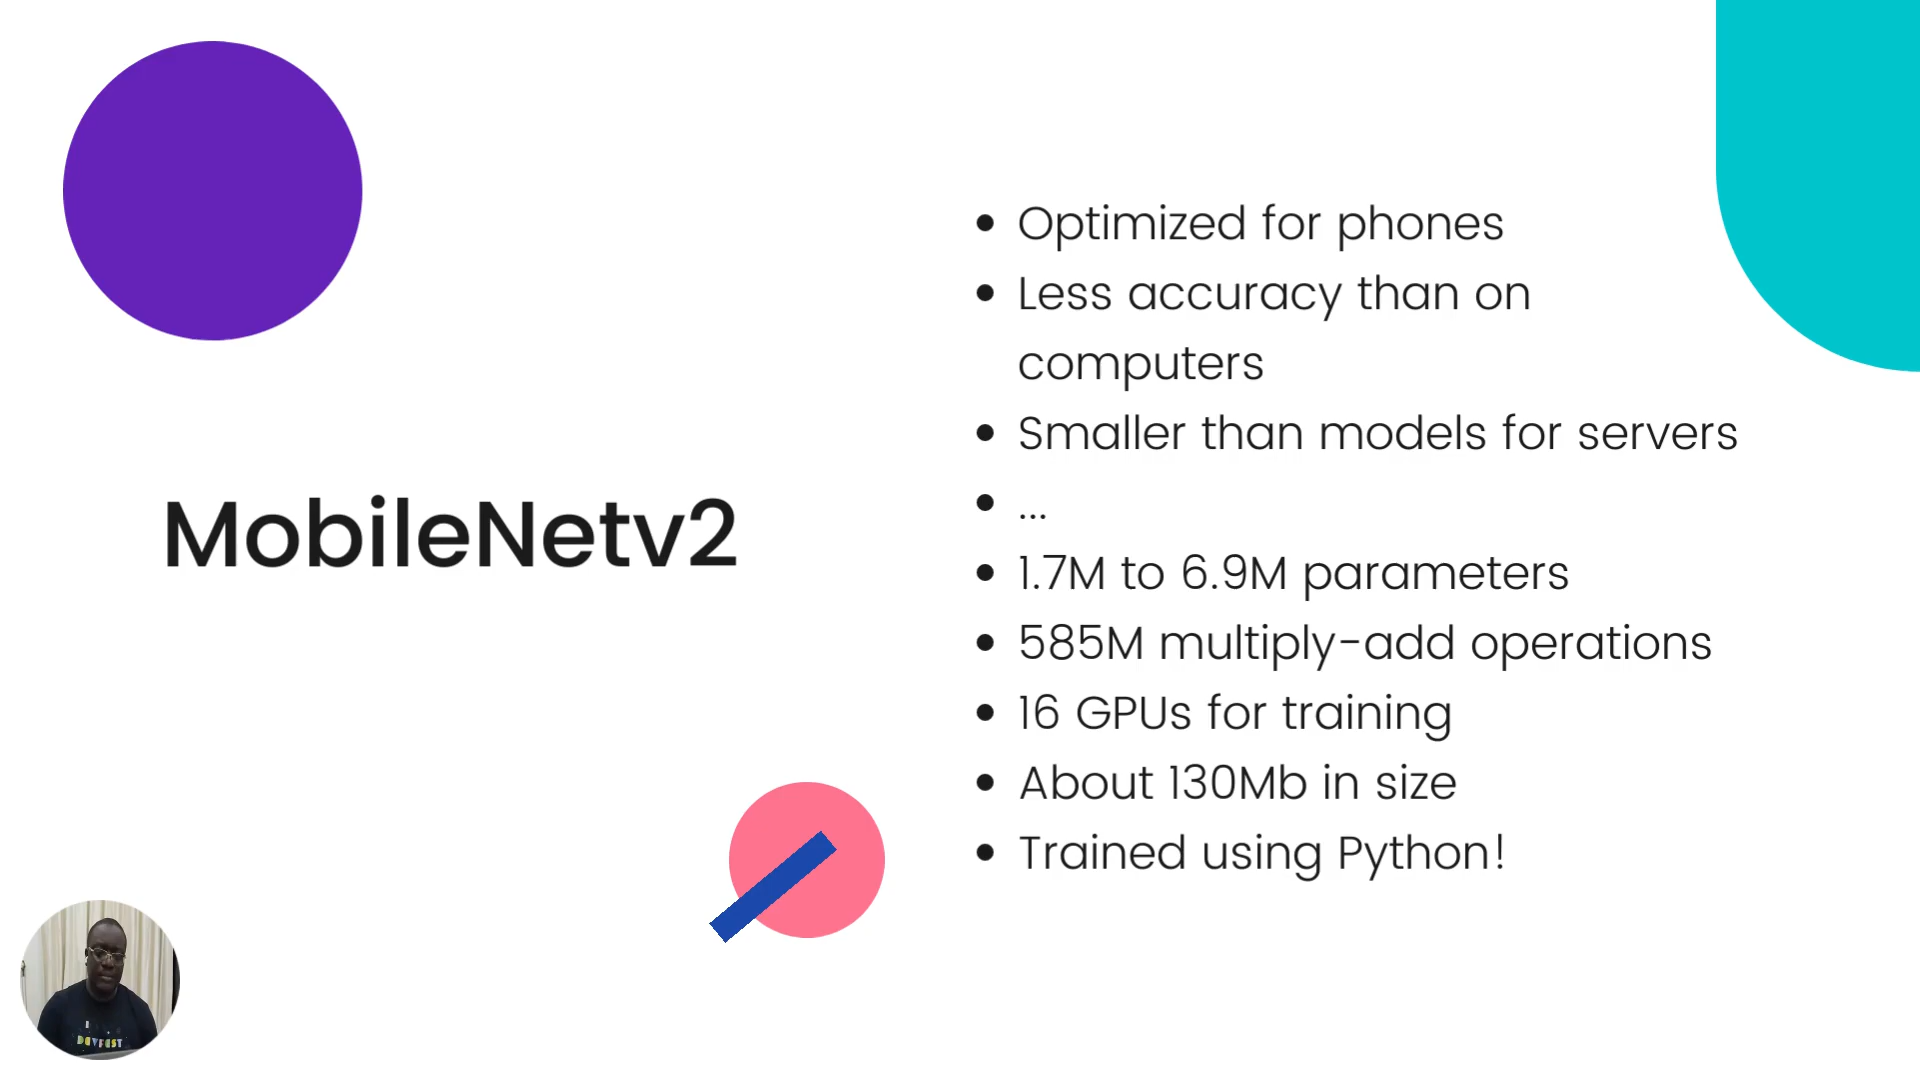 MobileNetv2
• Optimized for phones
• Less accuracy than on
computers
• Smaller than models for servers
• ...
• 1.7M to 6.9M parameters
• 585M multiply-add operations
• 16 GPUs for training
• About 130Mb in size
• Trained using Python!
DEVFEST